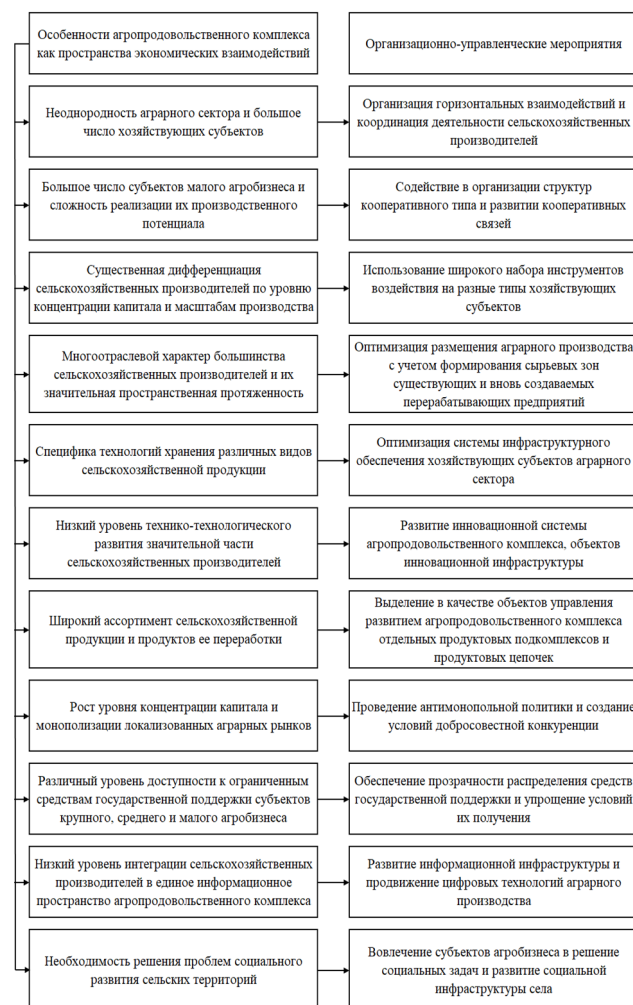 Особенности агропродовольственного комплекса
как пространства экономических взаимодействий
Организационно-управленческие мероприятия
Неоднородность аграрного сектора и большое
число хозяйствующих субъектов
Организация горизонтальных взаимодействий и
координация деятельности сельскохозяйственных
производителей
Большое число субъектов малого агробизнеса и
сложность реализации их производственного
потенциала
Содействие в организации структур
кооперативного типа и развитии кооперативных
связей
Существенная дифференциация
сельскохозяйственных производителей по уровню
концентрации капитала и масштабам производства
Использование широкого набора инструментов
воздействия на разные типы хозяйствующих
субъектов
Многоотраслевой характер большинства
сельскохозяйственных производителей и их
значительная пространственная протяженность
Оптимизация размещения аграрного производства
с учетом формирования сырьевых зон
существующих и вновь создаваемых
перерабатывающих предприятий
Специфика технологий хранения различных видов
сельскохозяйственной продукции
Оптимизация системы инфраструктурного
обеспечения хозяйствующих субъектов аграрного
сектора
Низкий уровень технико-технологического
развития значительной части
сельскохозяйственных производителей
Развитие инновационной системы
агропродовольственного комплекса, объектов
инновационной инфраструктуры
Широкий ассортимент сельскохозяйственной
продукции и продуктов ее переработки
Выделение в качестве объектов управления
развитием агропродовольственного комплекса
отдельных продуктовых подкомплексов и
продуктовых цепочек
Рост уровня концентрации капитала и
монополизации локализованных аграрных рынков
Проведение антимонопольной политики и создание
условий добросовестной конкуренции
Различный уровень доступности к ограниченным
средствам государственной поддержки субъектов
крупного, среднего и малого агробизнеса
Обеспечение прозрачности распределения средств
государственной поддержки и упрощение условий
их получения
Низкий уровень интеграции сельскохозяйственных
производителей в единое информационное
пространство агропродовольственного комплекса
Развитие информационной инфраструктуры и
продвижение цифровых технологий аграрного
производства
Необходимость решения проблем социального
развития сельских территорий
Вовлечение субъектов агробизнеса в решение
социальных задач и развитие социальной
инфраструктуры села